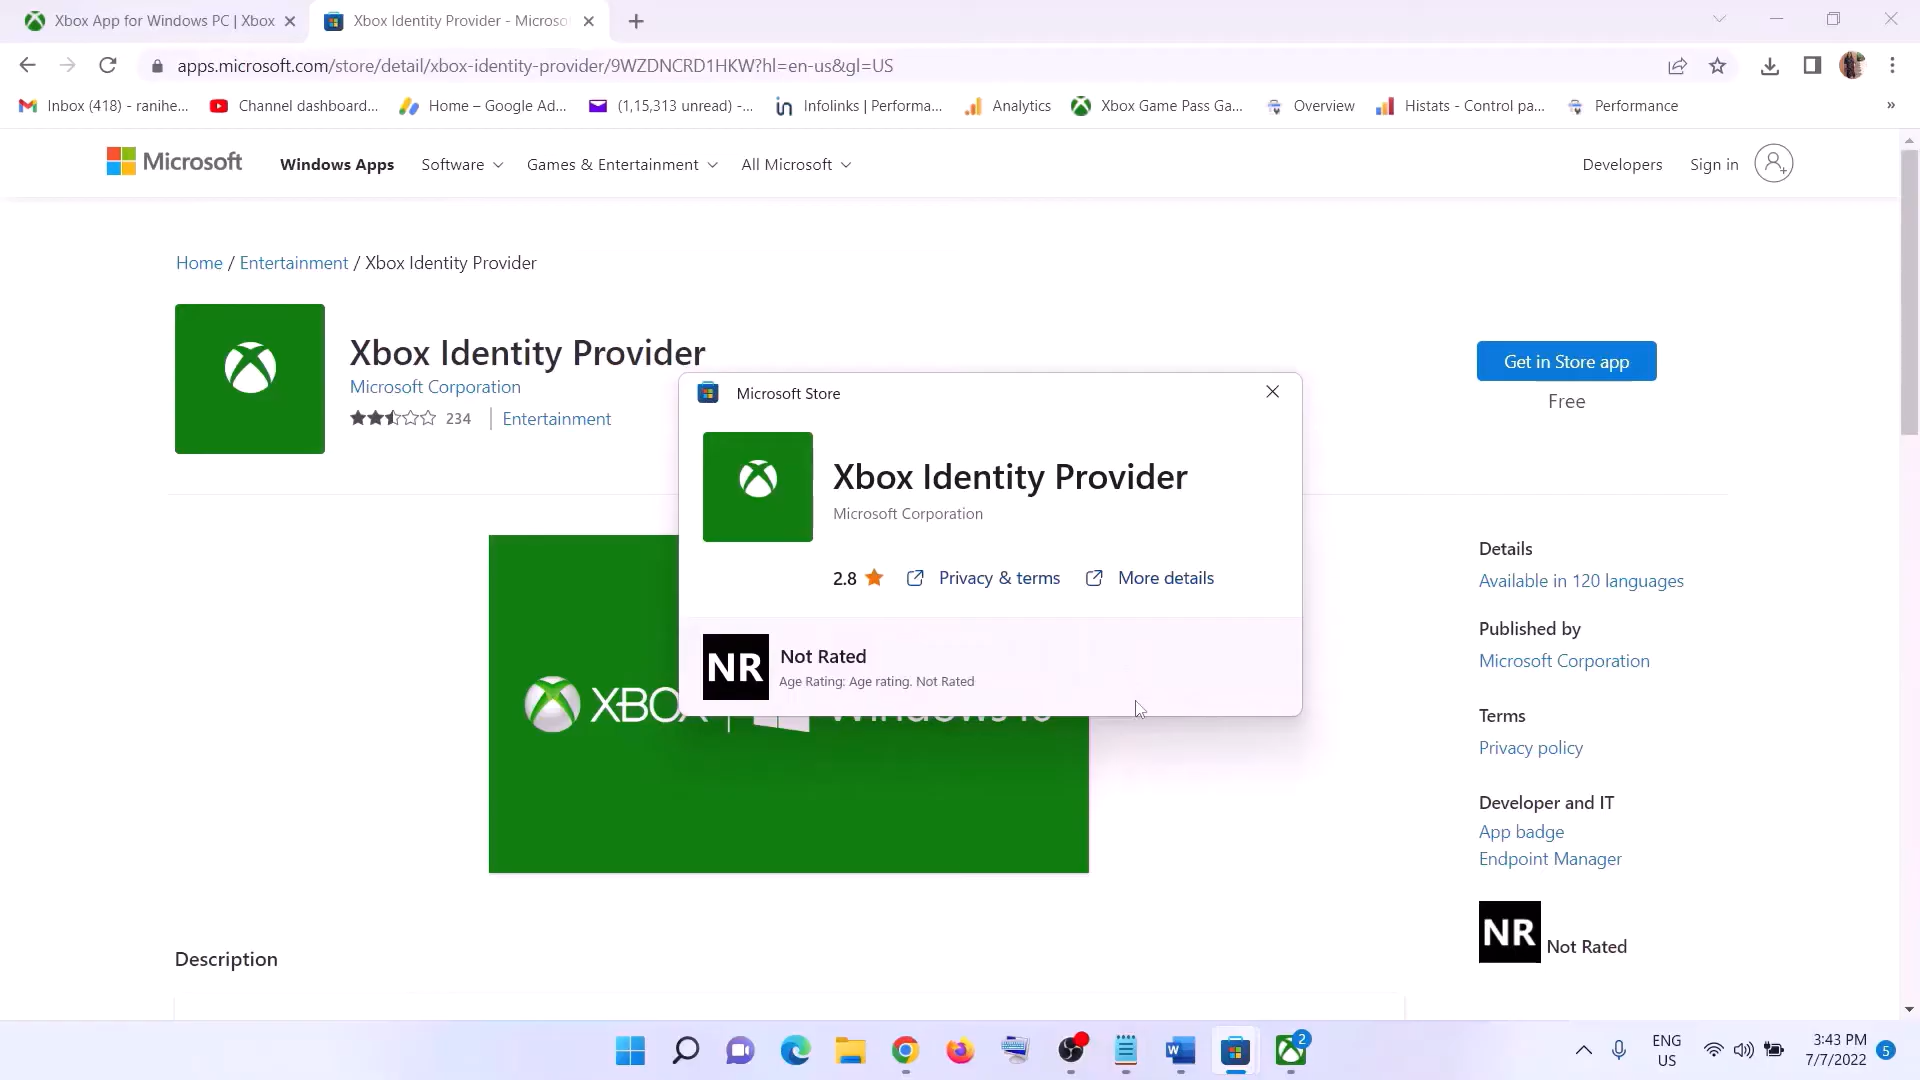 Xbox App for Windows PC | Xbox
Xbox Identity Provider - Microso
apps.microsoft.com/store/detail/xbox-identity-provider/9WZDNCRD1HKW?hl=en-us&gl=US
Inbox (418) - ranihe...
Channel dashboard...
Home – Google Ad...
(1,15,313 unread) -...
Infolinks | Performa...
Analytics
Xbox Game Pass Ga...
Overview
Histats - Control pa...
Performance
»
Microsoft
Windows Apps
Software
Games & Entertainment
All Microsoft
Developers
Sign in
Home / Entertainment / Xbox Identity Provider
Xbox Identity Provider
Microsoft Corporation
234
Entertainment
Get in Store app
Free
Microsoft Store
Xbox Identity Provider
Microsoft Corporation
2.8
Privacy & terms
More details
NR
Not Rated
Age Rating: Age rating. Not Rated
XBOX
Details
Available in 120 languages
Published by
Microsoft Corporation
Terms
Privacy policy
Developer and IT
App badge
Endpoint Manager
NR
Not Rated
Description
2
ENG
US
3:43 PM
7/7/2022
5